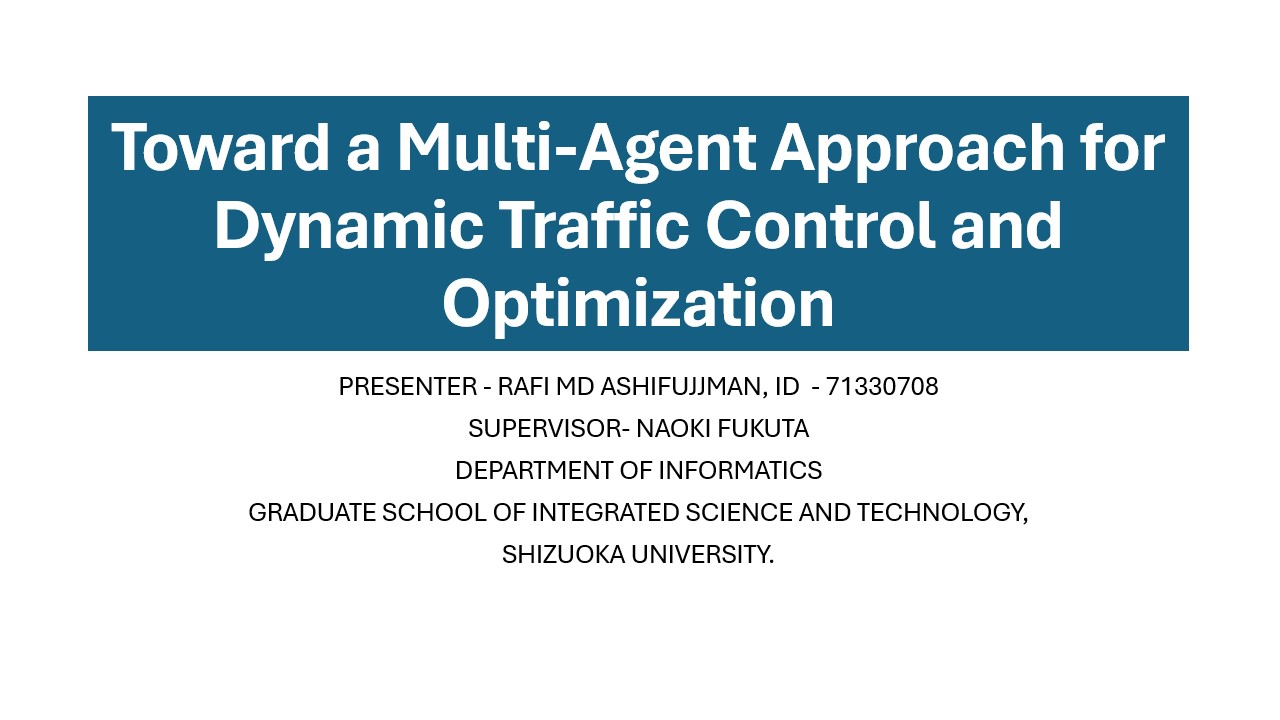 Toward a Multi-Agent Approach for
Dynamic Traffic Control and
Optimization
PRESENTER - RAFI MD ASHIFUJJMAN, ID  - 71330708
SUPERVISOR- NAOKI FUKUTA
DEPARTMENT OF INFORMATICS
GRADUATE SCHOOL OF INTEGRATED SCIENCE AND TECHNOLOGY,
SHIZUOKA UNIVERSITY.